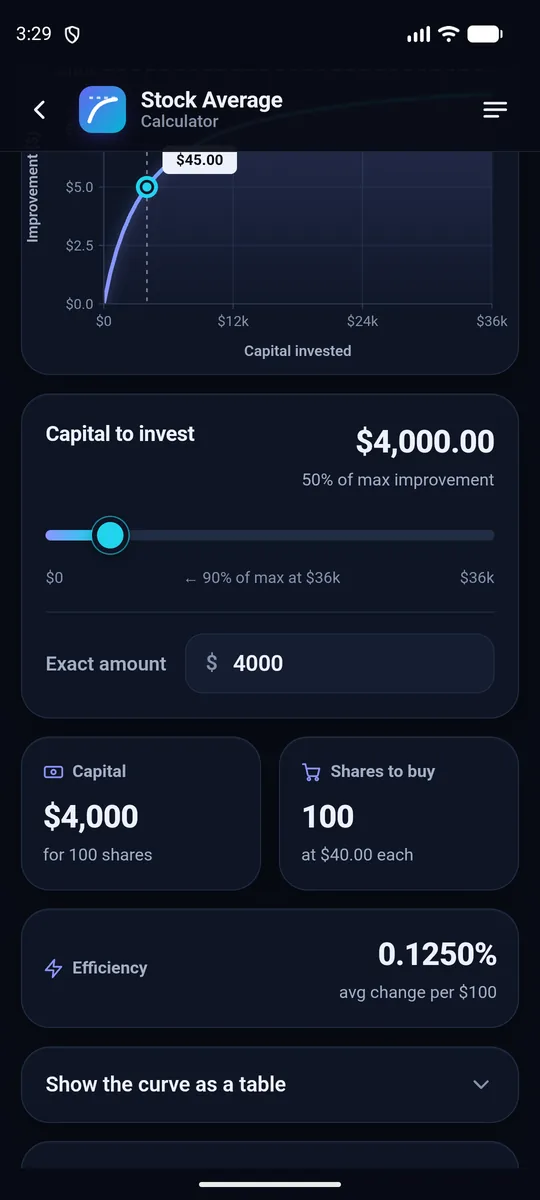 3:29
Stock Average
Calculator
$45.00
Improvement
$5.0
$2.5
$0.0
$0
$12k
$24k
$36k
Capital invested
Capital to invest
$4,000.00
50% of max improvement
$0
← 90% of max at $36k
$36k
Exact amount
$ 4000
Capital
$4,000
for 100 shares
Shares to buy
100
at $40.00 each
Efficiency
0.1250%
avg change per $100
Show the curve as a table